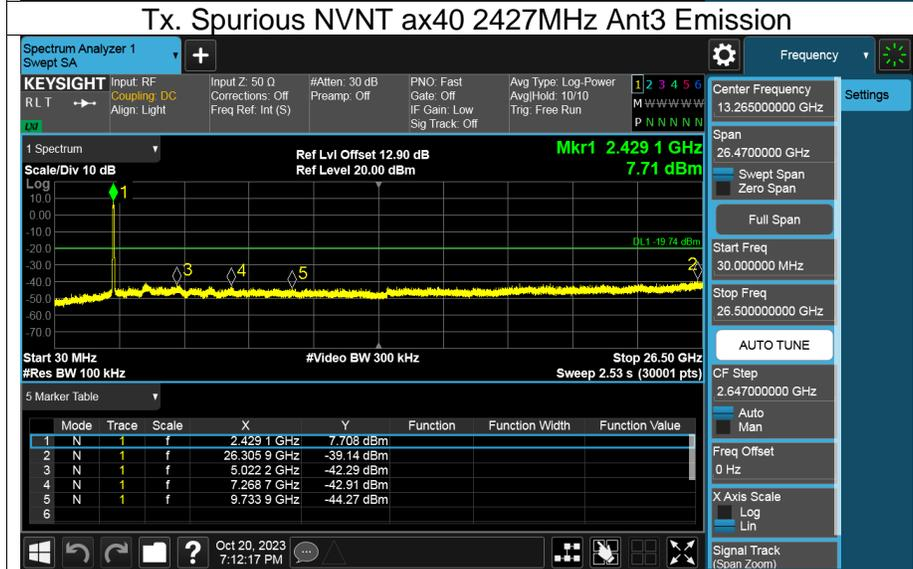 Tx. Spurious NVNT ax40 2427MHz Ant3 Emission
Spectrum Analyzer 1
Swept SA
+
Frequency
KEYSIGHT
RLT
LXI
Input: RF
Coupling: DC
Align: Light
Input Z: 50 Ω
Corrections: Off
Freq Ref: Int (S)
#Atten: 30 dB
Preamp: Off
PNO: Fast
Gate: Off
IF Gain: Low
Sig Track: Off
Avg Type: Log-Power
Avg|Hold: 10/10
Trig: Free Run
1 2 3 4 5 6
M W W W W W
P N N N N N
1 Spectrum
Scale/Div 10 dB
Ref Lvl Offset 12.90 dB
Ref Level 20.00 dBm
Mkr1 2.429 1 GHz
7.71 dBm
Log
10.0
0.00
-10.0
-20.0
-30.0
-40.0
-50.0
-60.0
-70.0
1
3
4
5
2
DL1 -19.74 dBm
Start 30 MHz
#Res BW 100 kHz
#Video BW 300 kHz
Stop 26.50 GHz
Sweep 2.53 s (30001 pts)
5 Marker Table
Mode Trace Scale X Y Function Function Width Function Value
1 N 1 f 2.429 1 GHz 7.708 dBm
2 N 1 f 26.305 9 GHz -39.14 dBm
3 N 1 f 5.022 2 GHz -42.29 dBm
4 N 1 f 7.268 7 GHz -42.91 dBm
5 N 1 f 9.733 9 GHz -44.27 dBm
6
?
Oct 20, 2023
7:12:17 PM
Center Frequency
13.265000000 GHz
Settings
Span
26.4700000 GHz
Swept Span
Zero Span
Full Span
Start Freq
30.000000 MHz
Stop Freq
26.500000000 GHz
AUTO TUNE
CF Step
2.647000000 GHz
Auto
Man
Freq Offset
0 Hz
X Axis Scale
Log
Lin
Signal Track
(Span Zoom)